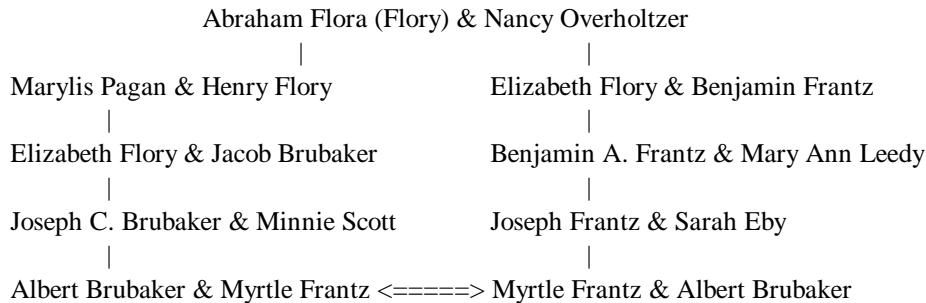 Abraham Flora (Flory) & Nancy Overholtzer
| |
Marylis Pagan & Henry Flory Elizabeth Flory & Benjamin Frantz
| |
Elizabeth Flory & Jacob Brubaker Benjamin A. Frantz & Mary Ann Leedy
| |
Joseph C. Brubaker & Minnie Scott Joseph Frantz & Sarah Eby
| |
Albert Brubaker & Myrtle Frantz <=====> Myrtle Frantz & Albert Brubaker